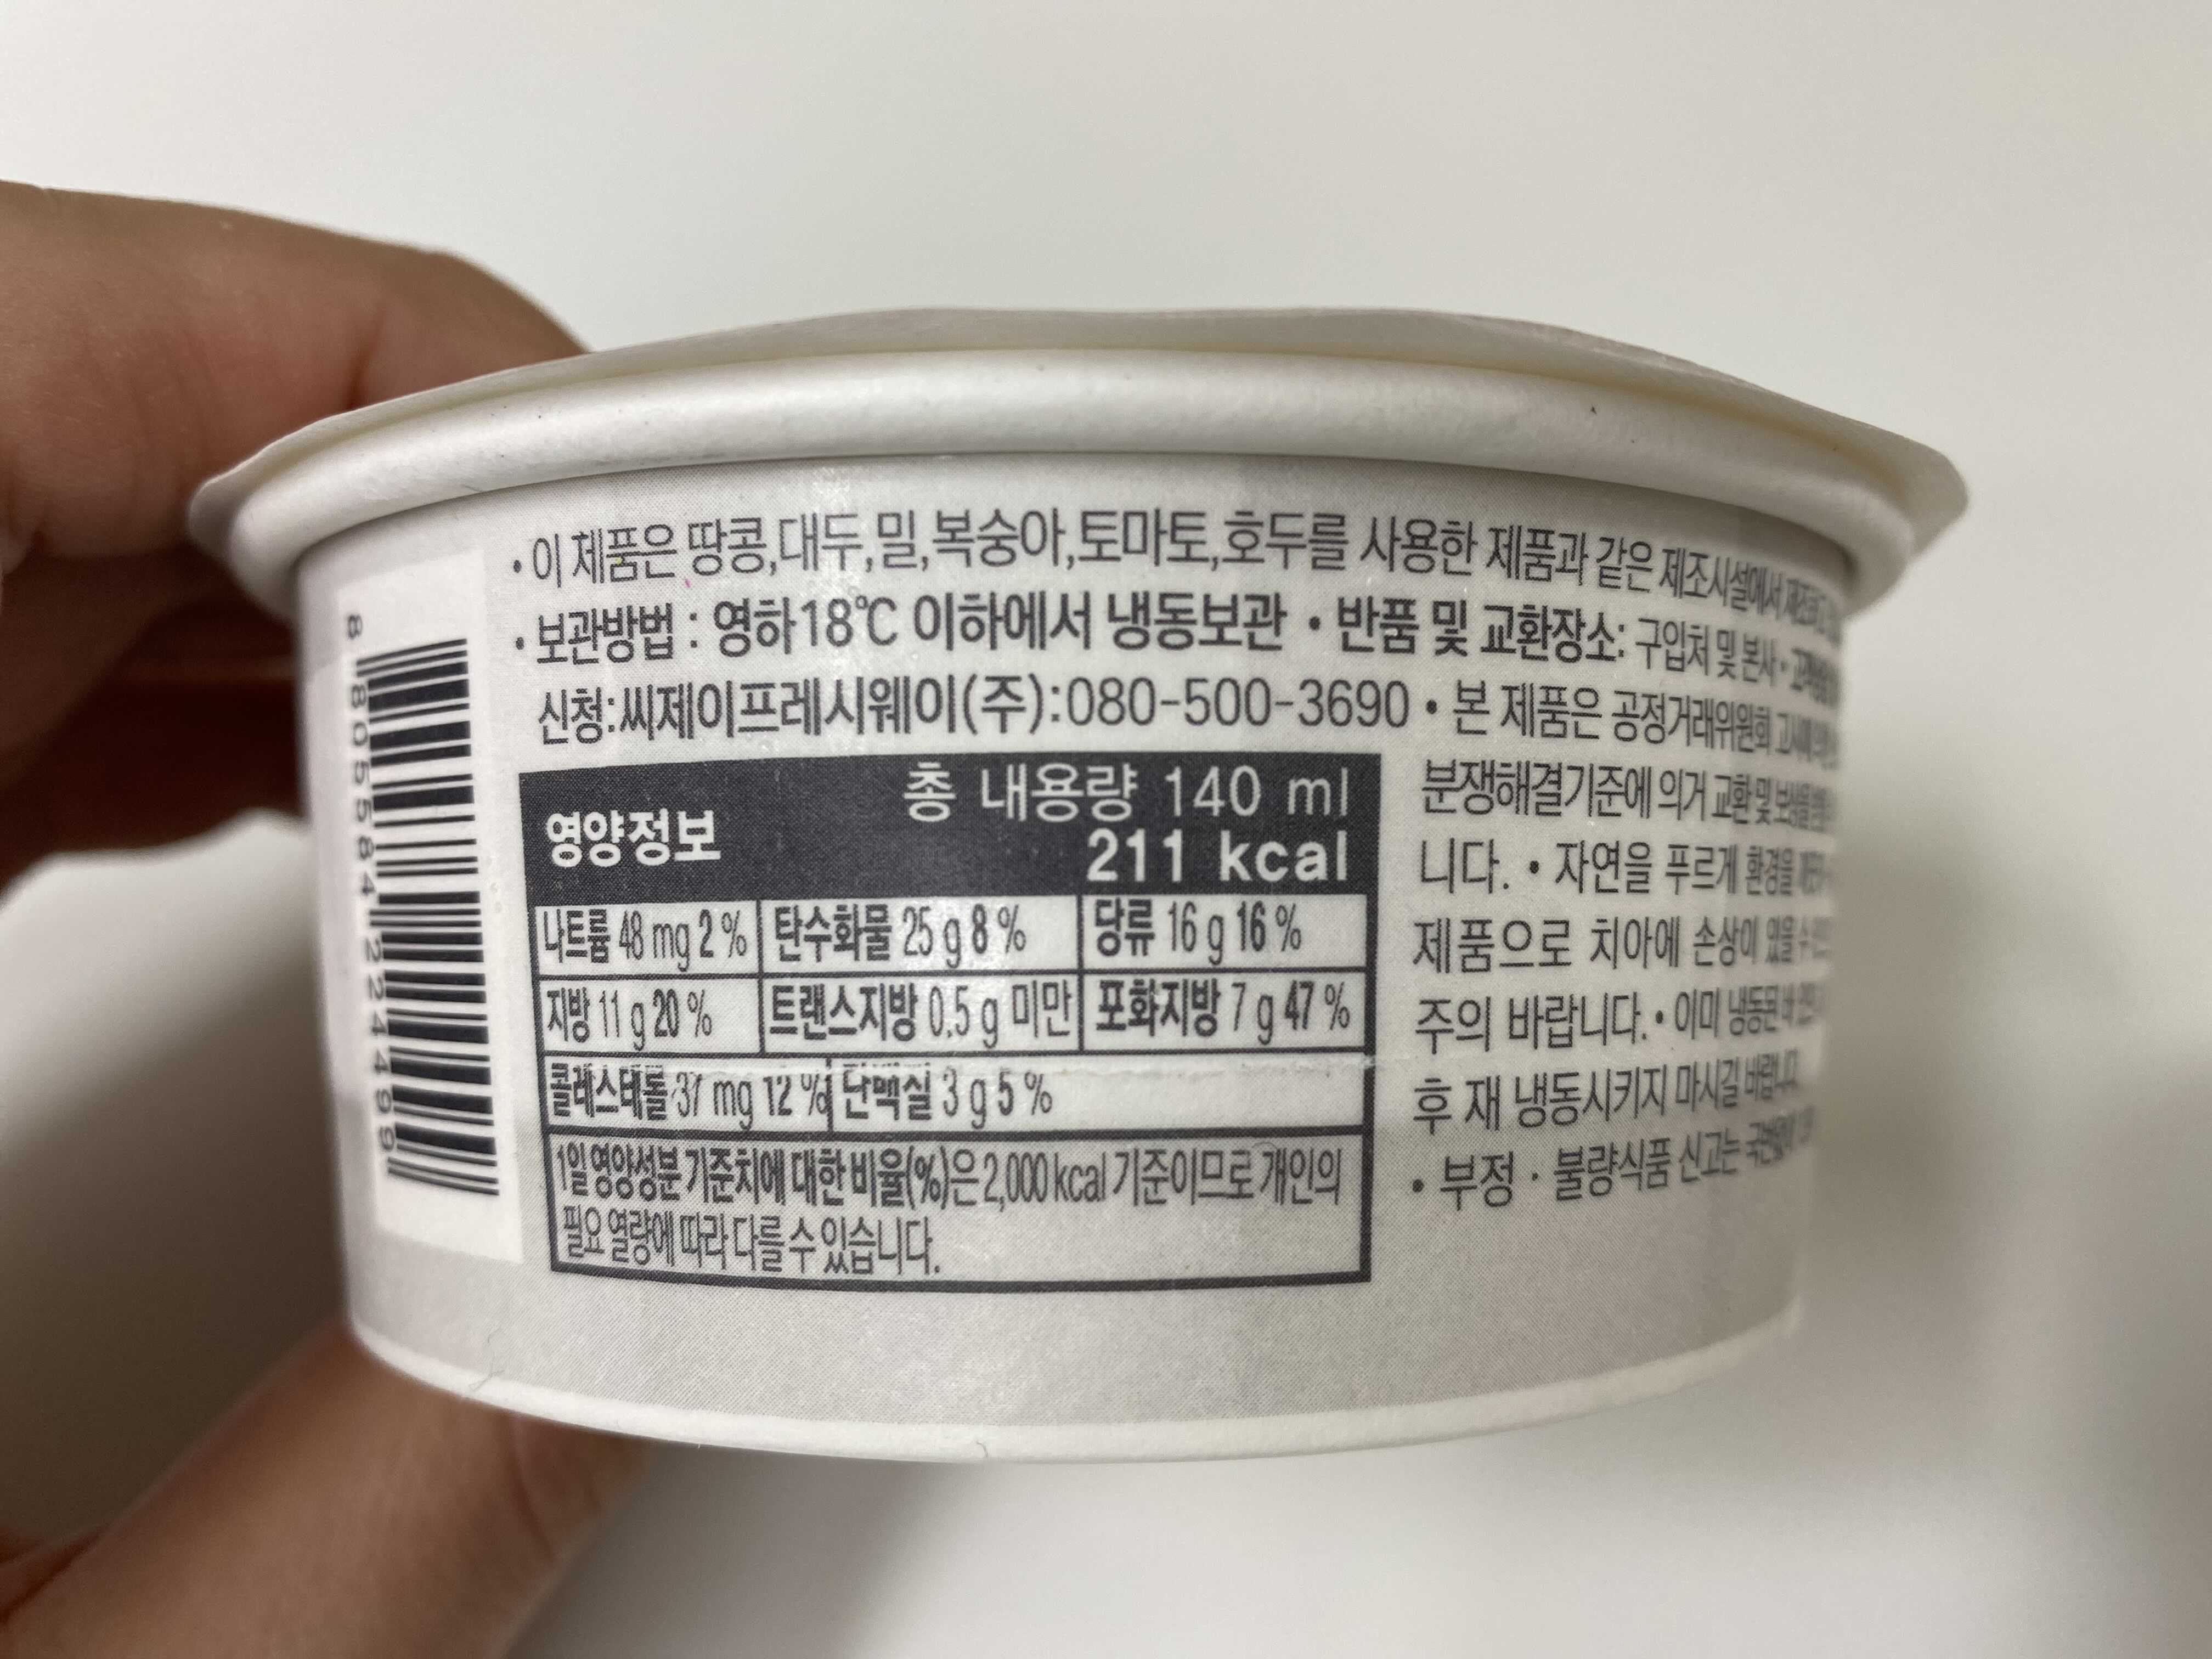 • 이 제품은 땅콩,대두,밀,복숭아,토마토,호두를 사용한 제품과 같은 제조시설에서
• 보관방법 : 영하18℃ 이하에서 냉동보관 • 반품 및 교환장소: 구입처 및 본사 •
신청:씨제이프레시웨이(주):080-500-3690 • 본 제품은 공정거래위원회
분쟁해결기준에 의거 교환 및
니다. • 자연을 푸르게 환경을
제품으로 치아에 손상이 있을
주의 바랍니다. • 이미 냉동된
후 재 냉동시키지 마시길 바랍니다
• 부정 · 불량식품 신고는
영양정보
총 내용량 140 ml
211 kcal
나트륨 48 mg 2 % 탄수화물 25 g 8 % 당류 16 g 16 %
지방 11 g 20 % 트랜스지방 0.5 g 미만 포화지방 7 g 47 %
콜레스테롤 37 mg 12 % 단백질 3 g 5 %
1일 영양성분 기준치에 대한 비율(%)은 2,000 kcal 기준이므로 개인의
필요 열량에 따라 다를 수 있습니다.
8 805584 224499